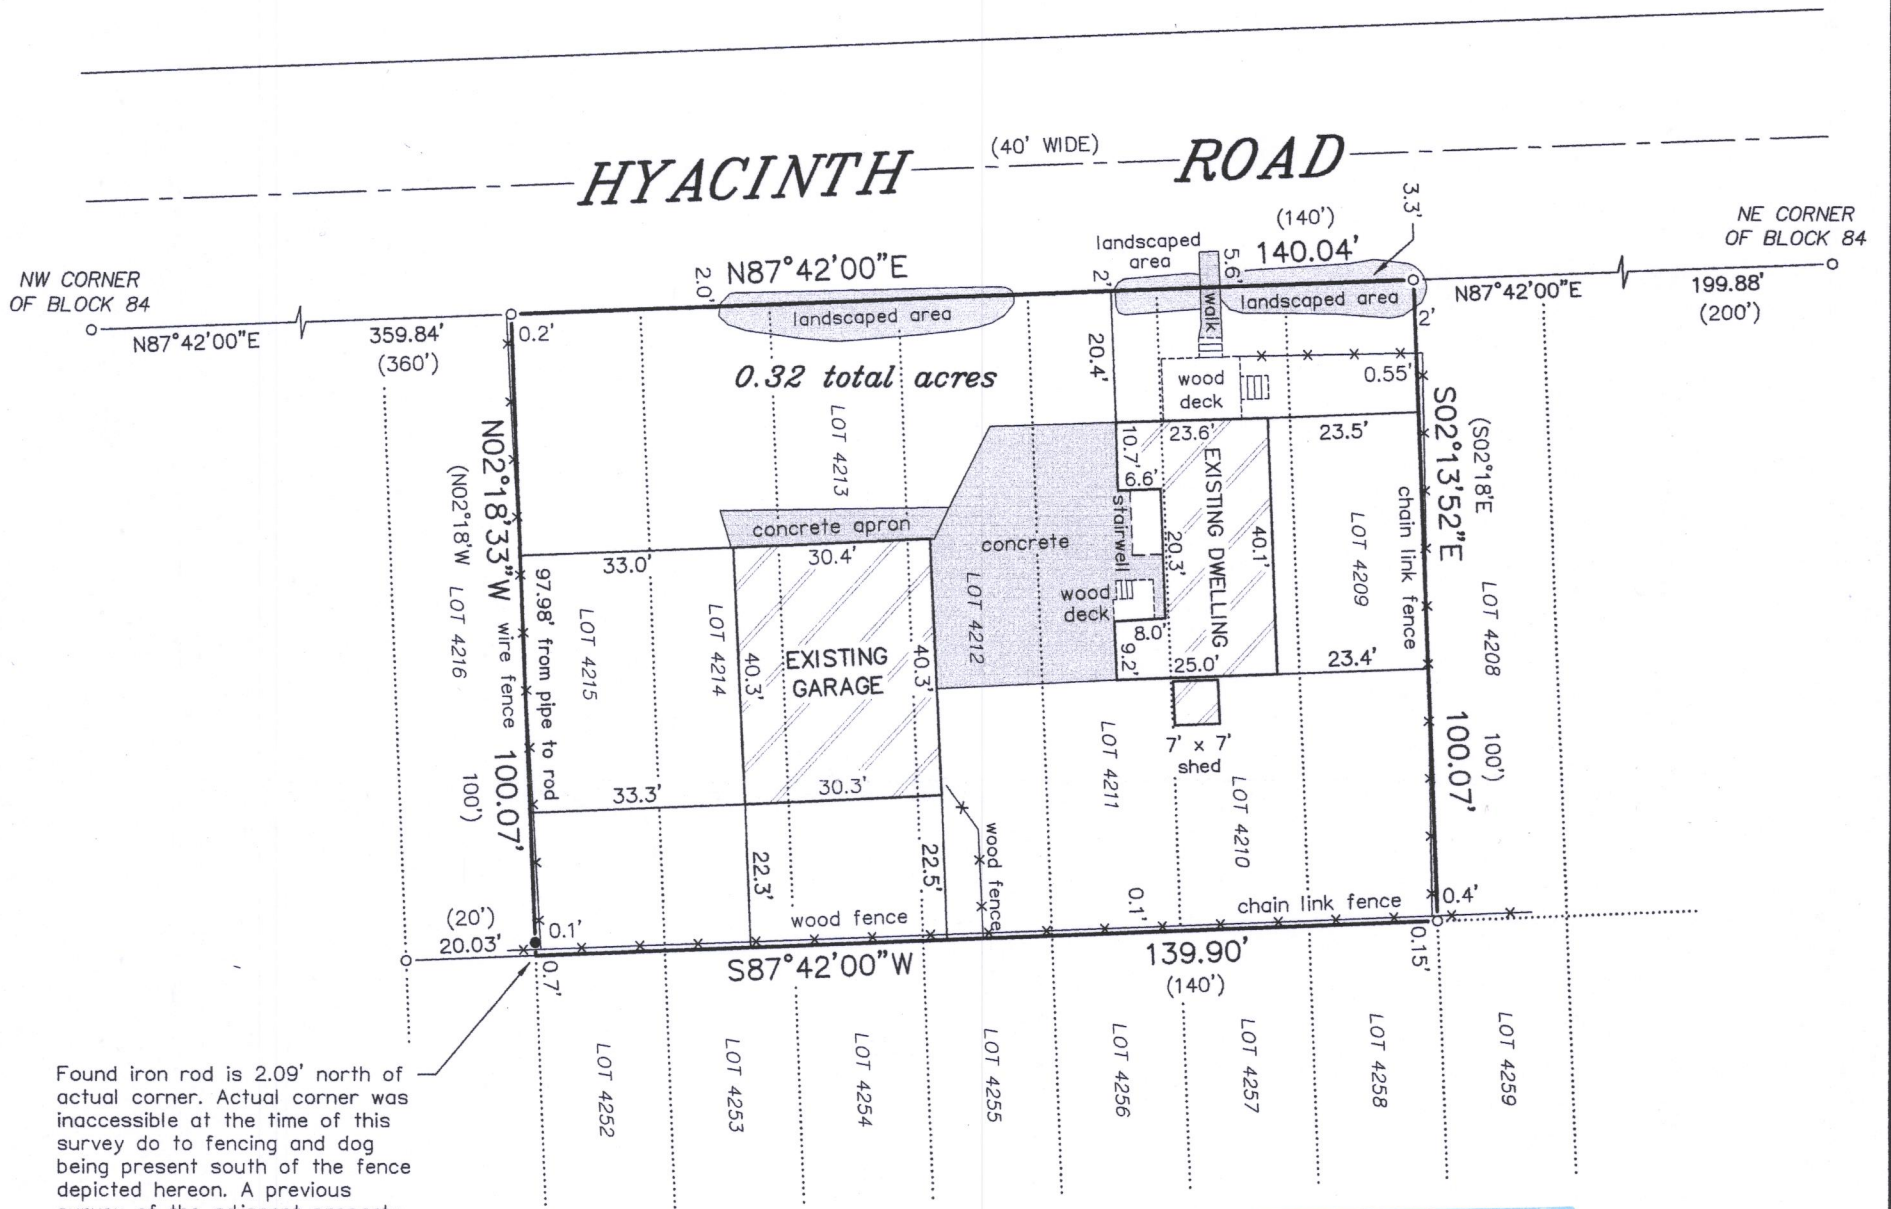 HYACINTH (40' WIDE) ROAD
3.3'
(140')
140.04'
NW CORNER
OF BLOCK 84
NE CORNER
OF BLOCK 84
N87°42'00"E
359.84'
(360')
0.2'
2.0'
N87°42'00"E
landscaped area
landscaped
area
2'
5.6'
walk
landscaped area
2'
N87°42'00"E
199.88'
(200')
0.32 total acres
20.4'
wood
deck
0.55'
N02°18'33"W wire fence 100.07'
(N02°18'W 100')
LOT 4216
97.98' from pipe to rod
LOT 4215
LOT 4214
LOT 4213
LOT 4212
LOT 4211
LOT 4210
LOT 4209
LOT 4208
23.6'
23.5'
10.7'
6.6'
EXISTING DWELLING
stairwell
20.3'
40.1'
chain link fence
S02°13'52"E 100.07'
(S02°18'E 100')
concrete apron
concrete
33.0'
30.4'
wood
deck
8.0'
9.2'
25.0'
23.4'
40.3'
EXISTING
GARAGE
40.3'
7' x 7'
shed
33.3'
30.3'
22.3'
22.5'
wood fence
wood fence
0.1'
chain link fence
0.4'
(20')
20.03'
0.1'
0.7'
S87°42'00"W
139.90'
(140')
0.15'
LOT 4252
LOT 4253
LOT 4254
LOT 4255
LOT 4256
LOT 4257
LOT 4258
LOT 4259
Found iron rod is 2.09' north of
actual corner. Actual corner was
inaccessible at the time of this
survey do to fencing and dog
being present south of the fence
depicted hereon. A previous
survey of the adjacent property